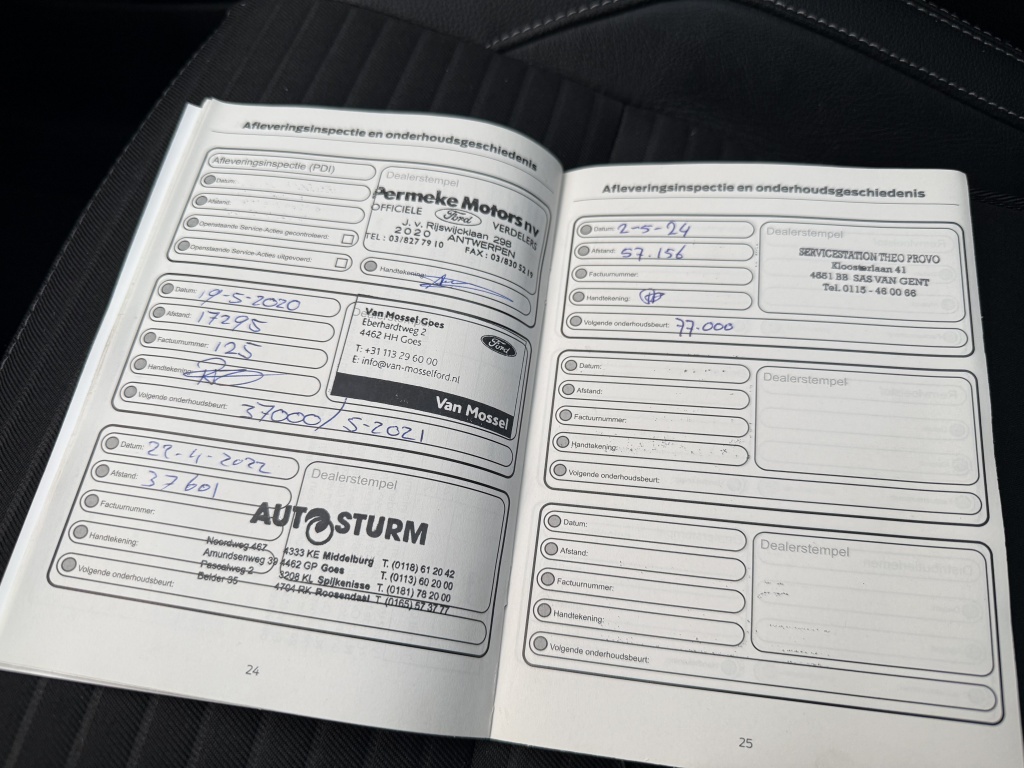 Afleveringsinspectie en onderhoudsgeschiedenis
Afleveringsinspectie (PDI)
Datum:
Afstand:
Openstaande Service-Acties gecontroleerd:
Openstaande Service-Acties uitgevoerd:
Dealerstempel
Permeke Motors nv
OFFICIELE Ford VERDELERS
J. v. Rijswijcklaan 298
2020 ANTWERPEN
TEL : 03/827 79 10 FAX : 03/830 52 19
Handtekening:
Datum: 19-5-2020
Afstand: 17295
Factuurnummer: 125
Handtekening:
Volgende onderhoudsbeurt: 37000/5-2021
Van Mossel Goes
Eberhardtweg 2
4462 HH Goes
Ford
T: +31 113 29 60 00
E: info@van-mosselford.nl
Van Mossel
Datum: 22-4-2022
Afstand: 37601
Factuurnummer:
Handtekening:
Volgende onderhoudsbeurt:
Dealerstempel
AUTOSTURM
Noordweg 467 4333 KE Middelburg T. (0118) 61 20 42
Amundsenweg 39 4462 GP Goes T. (0113) 60 20 00
Pascalweg 2 3208 KL Spijkenisse T. (0181) 78 20 00
Belder 35 4704 RK Roosendaal T. (0165) 57 37 77
24
Afleveringsinspectie en onderhoudsgeschiedenis
Datum: 2-5-24
Afstand: 57.156
Factuurnummer:
Handtekening:
Volgende onderhoudsbeurt: 77.000
Dealerstempel
SERVICESTATION THEO PROVO
Kloosterlaan 41
4551 BB SAS VAN GENT
Tel. 0115 - 46 00 66
Datum:
Afstand:
Factuurnummer:
Handtekening:
Volgende onderhoudsbeurt:
Dealerstempel
Datum:
Afstand:
Factuurnummer:
Handtekening:
Volgende onderhoudsbeurt:
Dealerstempel
25